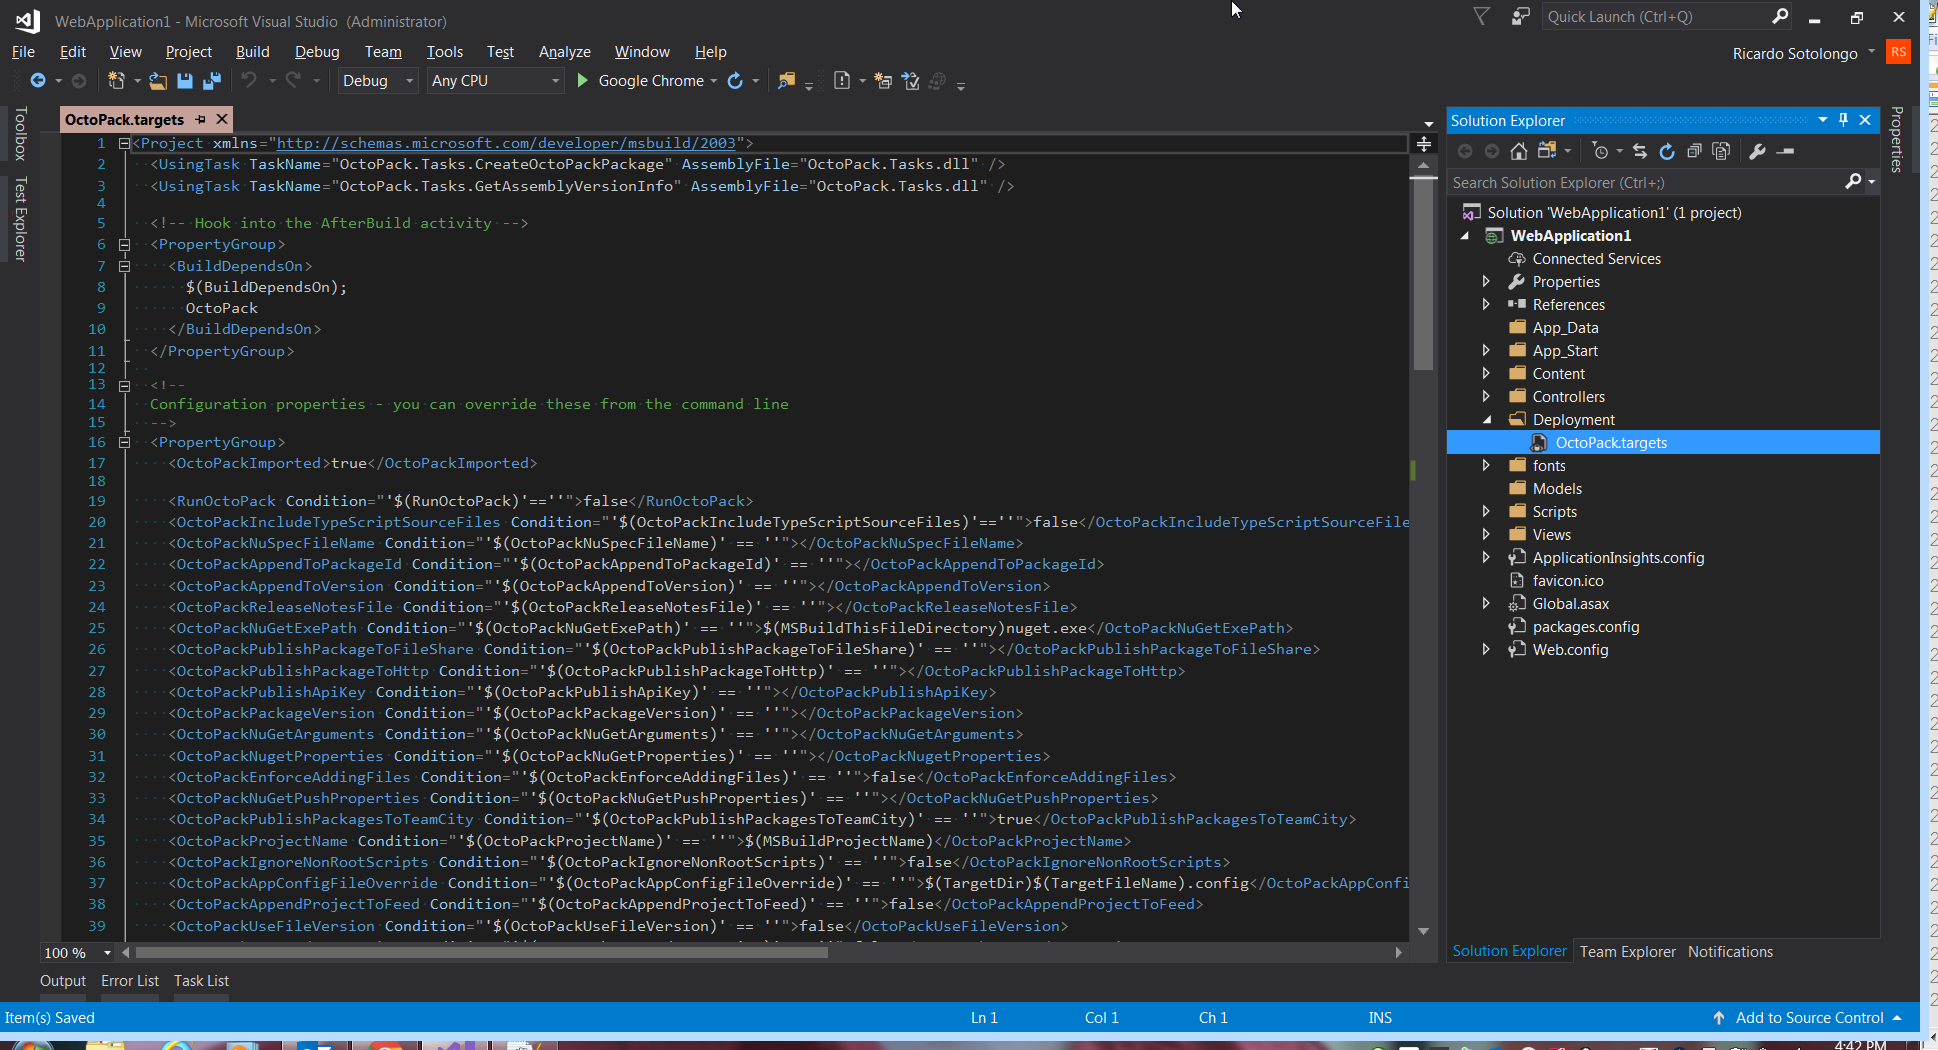 WebApplication1 - Microsoft Visual Studio (Administrator)
Quick Launch (Ctrl+Q)
File Edit View Project Build Debug Team Tools Test Analyze Window Help
Ricardo Sotolongo RS
Debug Any CPU Google Chrome
Toolbox
Test Explorer
OctoPack.targets
1 <Project xmlns="http://schemas.microsoft.com/developer/msbuild/2003">
2 <UsingTask TaskName="OctoPack.Tasks.CreateOctoPackPackage" AssemblyFile="OctoPack.Tasks.dll" />
3 <UsingTask TaskName="OctoPack.Tasks.GetAssemblyVersionInfo" AssemblyFile="OctoPack.Tasks.dll" />
4
5 <!-- Hook into the AfterBuild activity -->
6 <PropertyGroup>
7 <BuildDependsOn>
8 $(BuildDependsOn);
9 OctoPack
10 </BuildDependsOn>
11 </PropertyGroup>
12
13 <!--
14 Configuration properties - you can override these from the command line
15 -->
16 <PropertyGroup>
17 <OctoPackImported>true</OctoPackImported>
18
19 <RunOctoPack Condition="'$(RunOctoPack)'==''">false</RunOctoPack>
20 <OctoPackIncludeTypeScriptSourceFiles Condition="'$(OctoPackIncludeTypeScriptSourceFiles)'==''">false</OctoPackIncludeTypeScriptSourceFile
21 <OctoPackNuSpecFileName Condition="'$(OctoPackNuSpecFileName)' == ''"></OctoPackNuSpecFileName>
22 <OctoPackAppendToPackageId Condition="'$(OctoPackAppendToPackageId)' == ''"></OctoPackAppendToPackageId>
23 <OctoPackAppendToVersion Condition="'$(OctoPackAppendToVersion)' == ''"></OctoPackAppendToVersion>
24 <OctoPackReleaseNotesFile Condition="'$(OctoPackReleaseNotesFile)' == ''"></OctoPackReleaseNotesFile>
25 <OctoPackNuGetExePath Condition="'$(OctoPackNuGetExePath)' == ''">$(MSBuildThisFileDirectory)nuget.exe</OctoPackNuGetExePath>
26 <OctoPackPublishPackageToFileShare Condition="'$(OctoPackPublishPackageToFileShare)' == ''"></OctoPackPublishPackageToFileShare>
27 <OctoPackPublishPackageToHttp Condition="'$(OctoPackPublishPackageToHttp)' == ''"></OctoPackPublishPackageToHttp>
28 <OctoPackPublishApiKey Condition="'$(OctoPackPublishApiKey)' == ''"></OctoPackPublishApiKey>
29 <OctoPackPackageVersion Condition="'$(OctoPackPackageVersion)' == ''"></OctoPackPackageVersion>
30 <OctoPackNuGetArguments Condition="'$(OctoPackNuGetArguments)' == ''"></OctoPackNuGetArguments>
31 <OctoPackNugetProperties Condition="'$(OctoPackNuGetProperties)' == ''"></OctoPackNugetProperties>
32 <OctoPackEnforceAddingFiles Condition="'$(OctoPackEnforceAddingFiles)' == ''">false</OctoPackEnforceAddingFiles>
33 <OctoPackNuGetPushProperties Condition="'$(OctoPackNuGetPushProperties)' == ''"></OctoPackNuGetPushProperties>
34 <OctoPackPublishPackagesToTeamCity Condition="'$(OctoPackPublishPackagesToTeamCity)' == ''">true</OctoPackPublishPackagesToTeamCity>
35 <OctoPackProjectName Condition="'$(OctoPackProjectName)' == ''">$(MSBuildProjectName)</OctoPackProjectName>
36 <OctoPackIgnoreNonRootScripts Condition="'$(OctoPackIgnoreNonRootScripts)' == ''">false</OctoPackIgnoreNonRootScripts>
37 <OctoPackAppConfigFileOverride Condition="'$(OctoPackAppConfigFileOverride)' == ''">$(TargetDir)$(TargetFileName).config</OctoPackAppConfi
38 <OctoPackAppendProjectToFeed Condition="'$(OctoPackAppendProjectToFeed)' == ''">false</OctoPackAppendProjectToFeed>
39 <OctoPackUseFileVersion Condition="'$(OctoPackUseFileVersion)' == ''">false</OctoPackUseFileVersion>
100 %
Output Error List Task List
Solution Explorer
Search Solution Explorer (Ctrl+;)
Solution 'WebApplication1' (1 project)
WebApplication1
Connected Services
Properties
References
App_Data
App_Start
Content
Controllers
Deployment
OctoPack.targets
fonts
Models
Scripts
Views
ApplicationInsights.config
favicon.ico
Global.asax
packages.config
Web.config
Solution Explorer Team Explorer Notifications
Properties
Item(s) Saved Ln 1 Col 1 Ch 1 INS Add to Source Control
4:42 PM